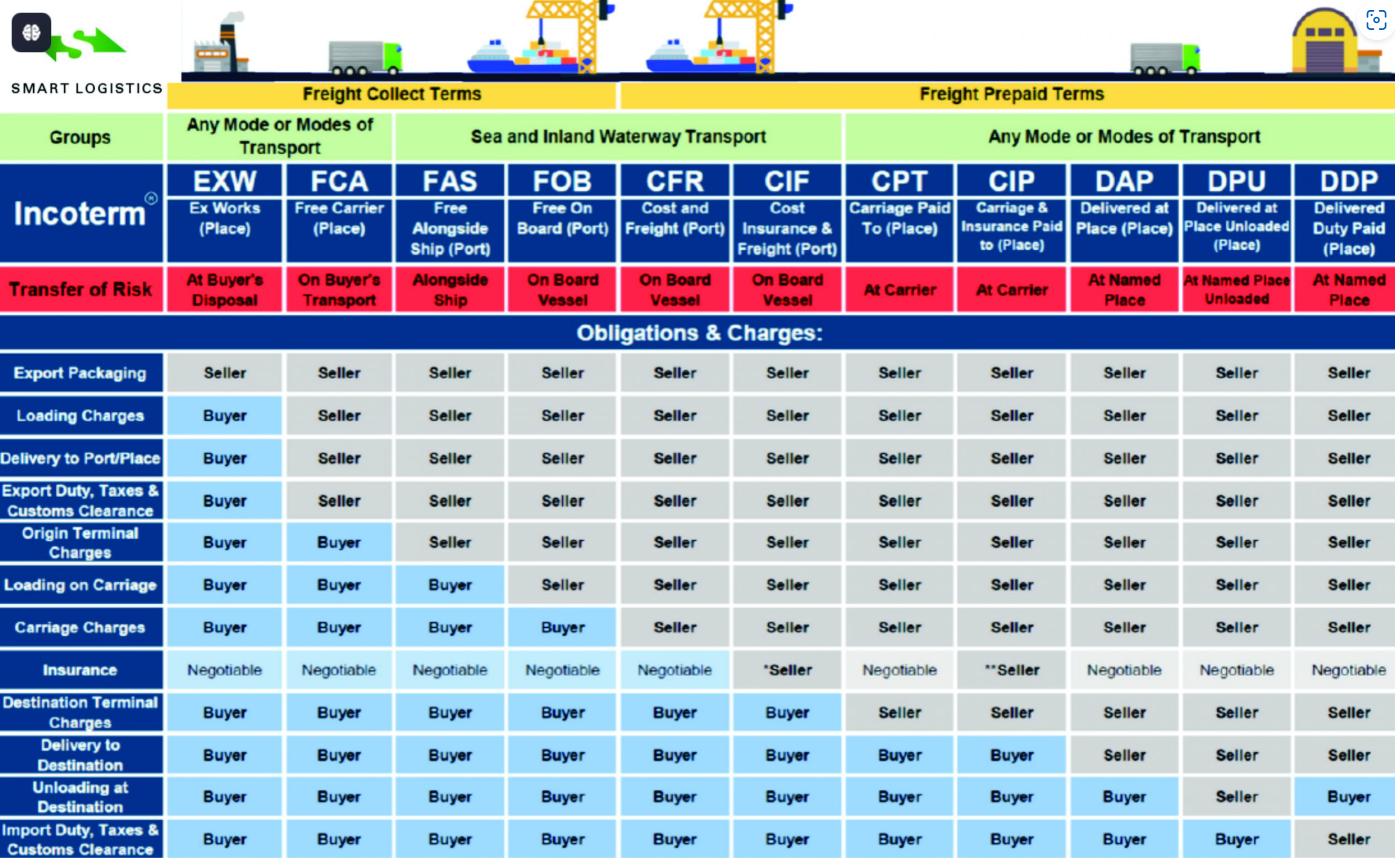 SMART LOGISTICS
Freight Collect Terms
Freight Prepaid Terms
Groups
Any Mode or Modes of
Transport
Sea and Inland Waterway Transport
Any Mode or Modes of Transport
Incoterm®
EXW
Ex Works
(Place)
FCA
Free Carrier
(Place)
FAS
Free
Alongside
Ship (Port)
FOB
Free On
Board (Port)
CFR
Cost and
Freight (Port)
CIF
Cost
Insurance &
Freight (Port)
CPT
Carriage Paid
To (Place)
CIP
Carriage &
Insurance Paid
to (Place)
DAP
Delivered at
Place (Place)
DPU
Delivered at
Place Unloaded
(Place)
DDP
Delivered
Duty Paid
(Place)
Transfer of Risk
At Buyer's
Disposal
On Buyer's
Transport
Alongside
Ship
On Board
Vessel
On Board
Vessel
On Board
Vessel
At Carrier
At Carrier
At Named
Place
At Named Place
Unloaded
At Named
Place
Obligations & Charges:
Export Packaging Seller Seller Seller Seller Seller Seller Seller Seller Seller Seller Seller
Loading Charges Buyer Seller Seller Seller Seller Seller Seller Seller Seller Seller Seller
Delivery to Port/Place Buyer Seller Seller Seller Seller Seller Seller Seller Seller Seller Seller
Export Duty, Taxes &
Customs Clearance
Buyer Seller Seller Seller Seller Seller Seller Seller Seller Seller Seller
Origin Terminal
Charges
Buyer Buyer Seller Seller Seller Seller Seller Seller Seller Seller Seller
Loading on Carriage Buyer Buyer Buyer Seller Seller Seller Seller Seller Seller Seller Seller
Carriage Charges Buyer Buyer Buyer Buyer Seller Seller Seller Seller Seller Seller Seller
Insurance Negotiable Negotiable Negotiable Negotiable Negotiable *Seller Negotiable **Seller Negotiable Negotiable Negotiable
Destination Terminal
Charges
Buyer Buyer Buyer Buyer Buyer Buyer Seller Seller Seller Seller Seller
Delivery to
Destination
Buyer Buyer Buyer Buyer Buyer Buyer Buyer Buyer Seller Seller Seller
Unloading at
Destination
Buyer Buyer Buyer Buyer Buyer Buyer Buyer Buyer Buyer Seller Buyer
Import Duty, Taxes &
Customs Clearance
Buyer Buyer Buyer Buyer Buyer Buyer Buyer Buyer Buyer Buyer Seller